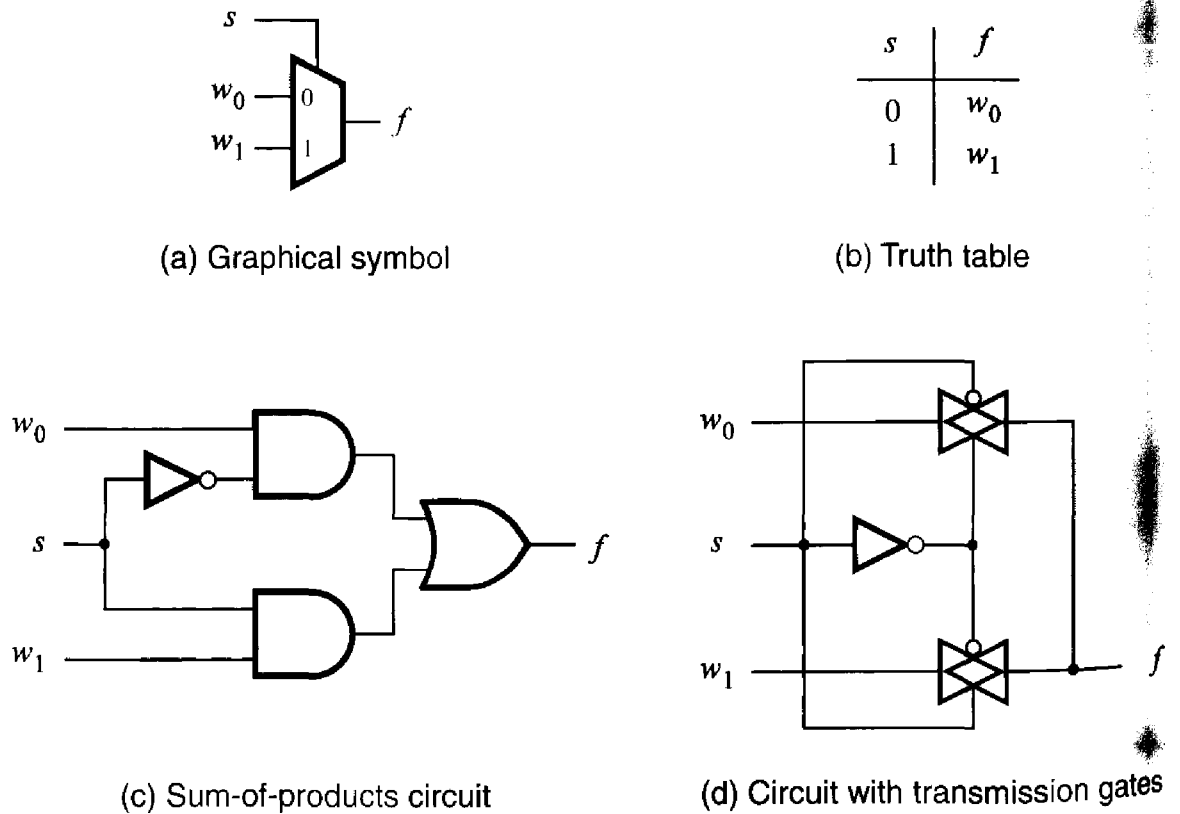 s
w0
0
w1
1
f
(a) Graphical symbol
s f
0 w0
1 w1
(b) Truth table
w0
s
w1
f
(c) Sum-of-products circuit
w0
s
w1
f
(d) Circuit with transmission gates